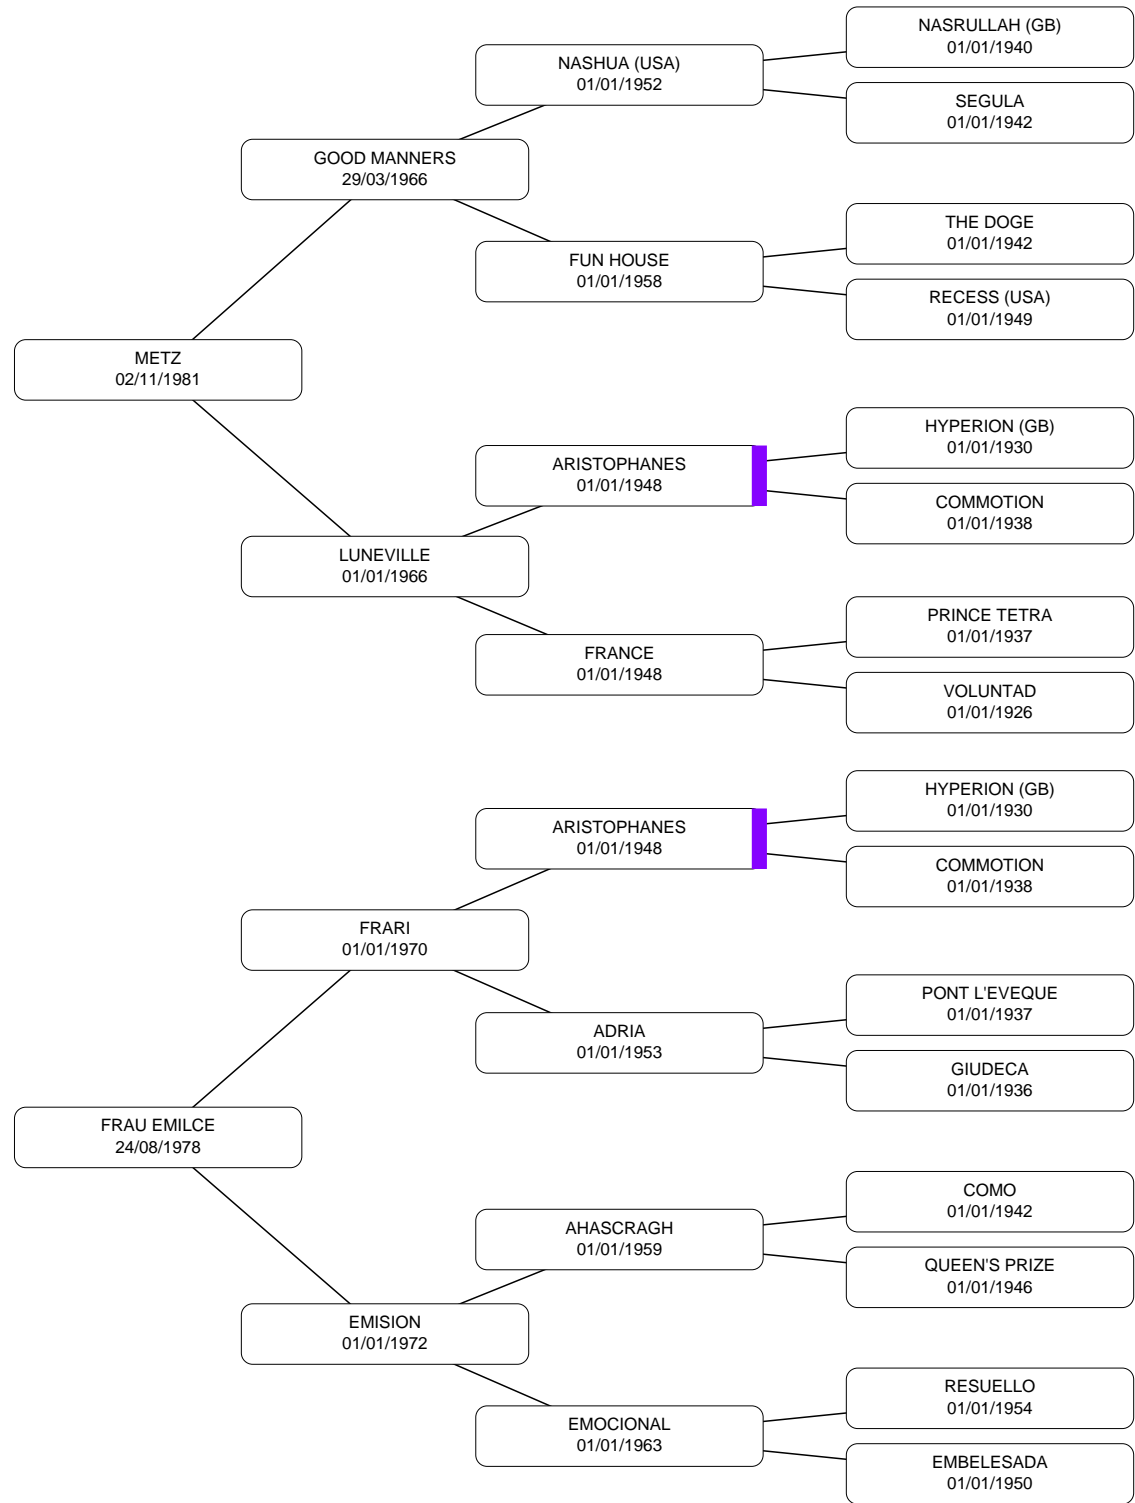 NASRULLAH (GB)
01/01/1940
NASHUA (USA)
01/01/1952
SEGULA
01/01/1942
GOOD MANNERS
29/03/1966
THE DOGE
01/01/1942
FUN HOUSE
01/01/1958
RECESS (USA)
01/01/1949
METZ
02/11/1981
HYPERION (GB)
01/01/1930
ARISTOPHANES
01/01/1948
COMMOTION
01/01/1938
LUNEVILLE
01/01/1966
PRINCE TETRA
01/01/1937
FRANCE
01/01/1948
VOLUNTAD
01/01/1926
HYPERION (GB)
01/01/1930
ARISTOPHANES
01/01/1948
COMMOTION
01/01/1938
FRARI
01/01/1970
PONT L'EVEQUE
01/01/1937
ADRIA
01/01/1953
GIUDECA
01/01/1936
FRAU EMILCE
24/08/1978
COMO
01/01/1942
AHASCRAGH
01/01/1959
QUEEN'S PRIZE
01/01/1946
EMISION
01/01/1972
RESUELLO
01/01/1954
EMOCIONAL
01/01/1963
EMBELESADA
01/01/1950